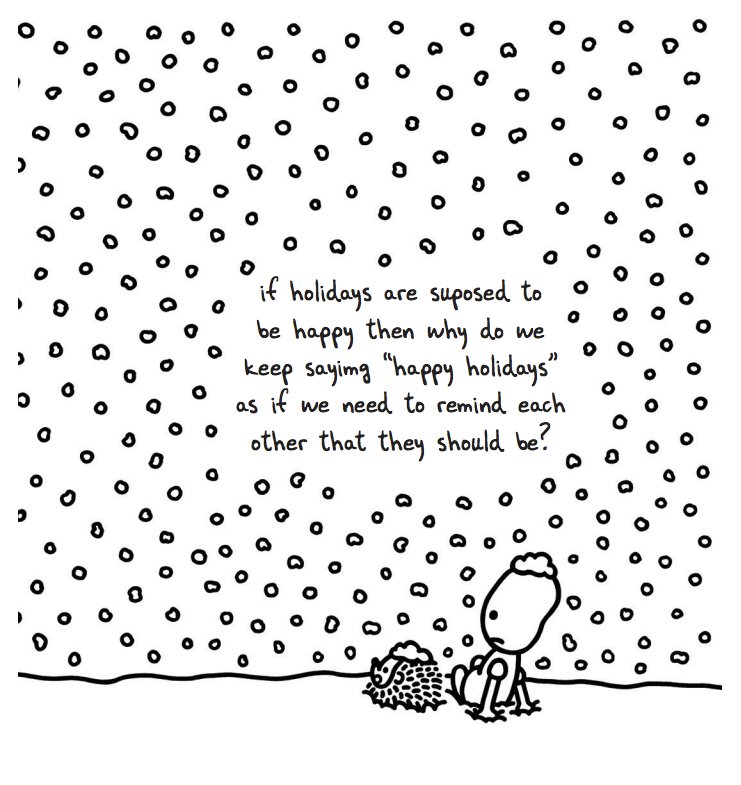 if holidays are suposed to
be happy then why do we
keep sayimg “happy holidays”
as if we need to remind each
other that they should be?